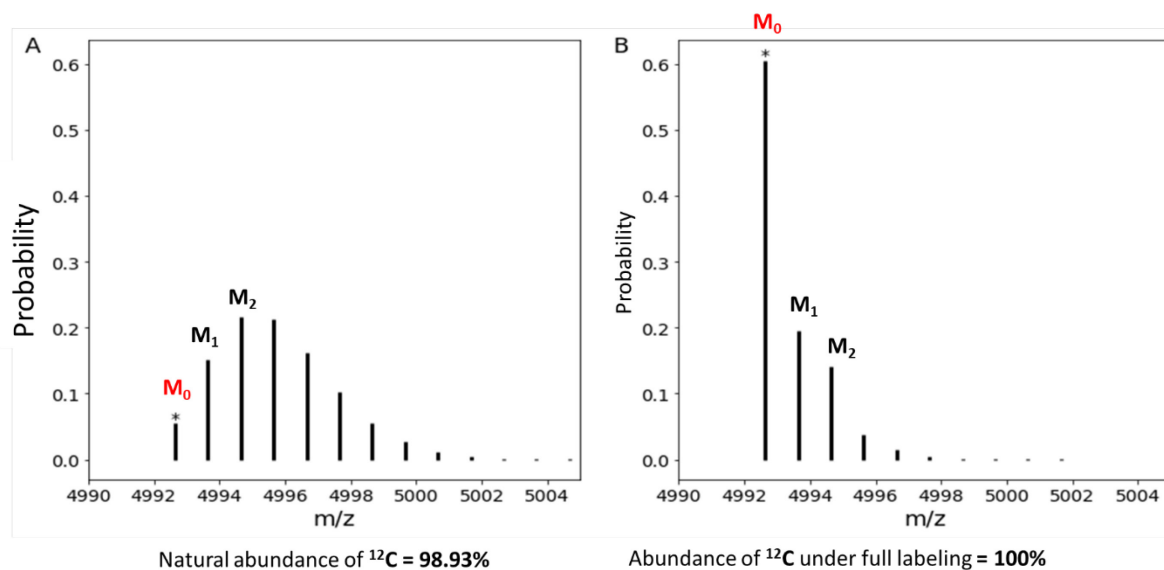 A
M₀
B
Probability
0.6
0.5
0.4
0.3
0.2
0.1
0.0
M₀
*
M₁
M₂
4990 4992 4994 4996 4998 5000 5002 5004
m/z
Probability
0.6
0.5
0.4
0.3
0.2
0.1
0.0
*
M₁
M₂
4990 4992 4994 4996 4998 5000 5002 5004
m/z
Natural abundance of ¹²C = 98.93%
Abundance of ¹²C under full labeling = 100%